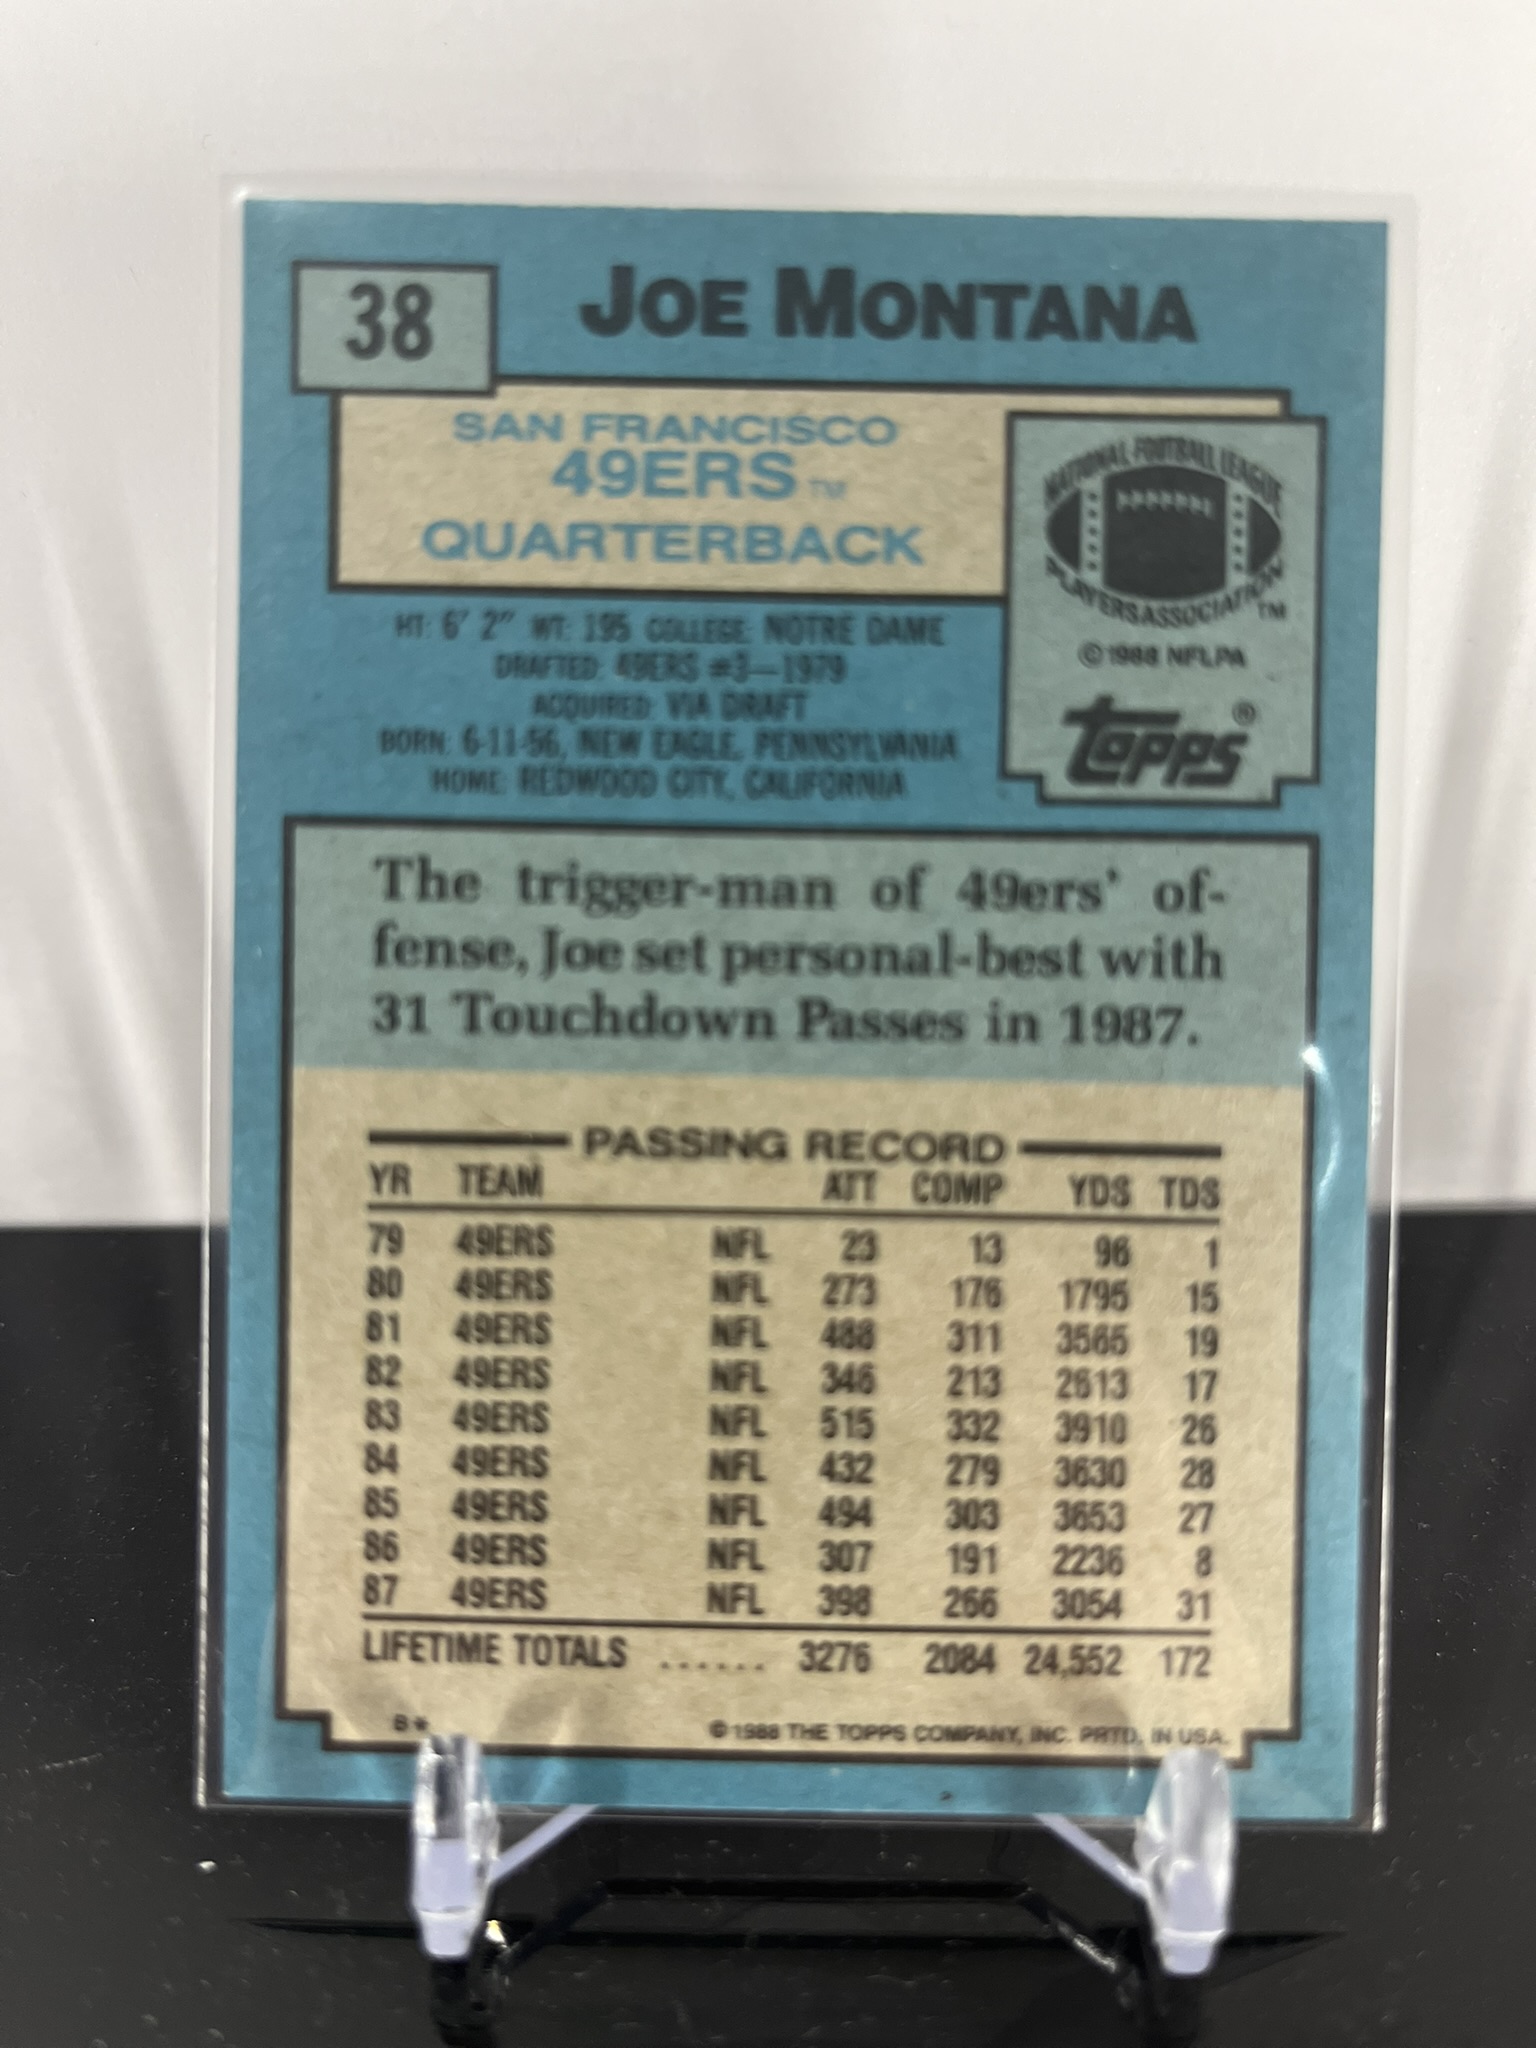 38
JOE MONTANA
SAN FRANCISCO
49ERS TM
QUARTERBACK
NATIONAL FOOTBALL LEAGUE
PLAYERS ASSOCIATION TM
© 1988 NFLPA
topps ®
HT: 6' 2" WT: 195 COLLEGE: NOTRE DAME
DRAFTED: 49ERS #3—1979
ACQUIRED: VIA DRAFT
BORN: 6-11-56, NEW EAGLE, PENNSYLVANIA
HOME: REDWOOD CITY, CALIFORNIA
The trigger-man of 49ers' of-
fense, Joe set personal-best with
31 Touchdown Passes in 1987.
PASSING RECORD
YR TEAM ATT COMP YDS TDS
79 49ERS NFL 23 13 96 1
80 49ERS NFL 273 176 1795 15
81 49ERS NFL 488 311 3565 19
82 49ERS NFL 346 213 2613 17
83 49ERS NFL 515 332 3910 26
84 49ERS NFL 432 279 3630 28
85 49ERS NFL 494 303 3653 27
86 49ERS NFL 307 191 2236 8
87 49ERS NFL 398 266 3054 31
LIFETIME TOTALS ...... 3276 2084 24,552 172
B* © 1988 THE TOPPS COMPANY, INC. PRTD. IN USA.